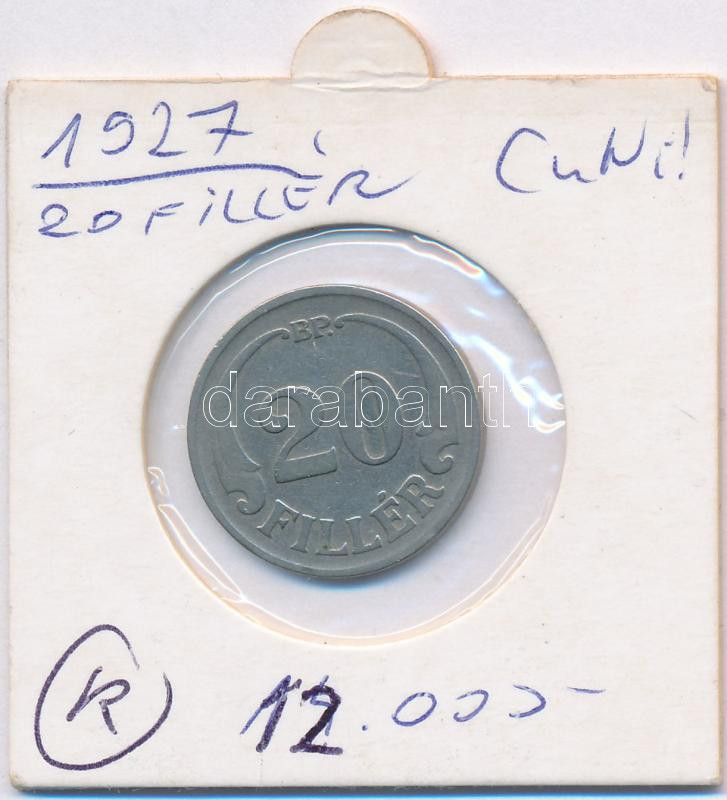 1927 CuNi!
20 FILLÉR
BP.
20
FILLÉR
darabanth
R 12.000-